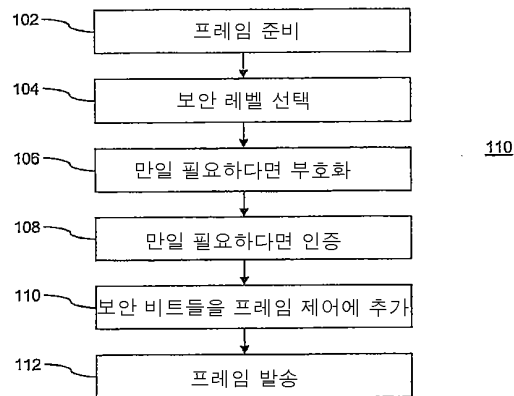 102
프레임 준비
104
보안 레벨 선택
106
만일 필요하다면 부호화
110
108
만일 필요하다면 인증
110
보안 비트들을 프레임 제어에 추가
112
프레임 발송